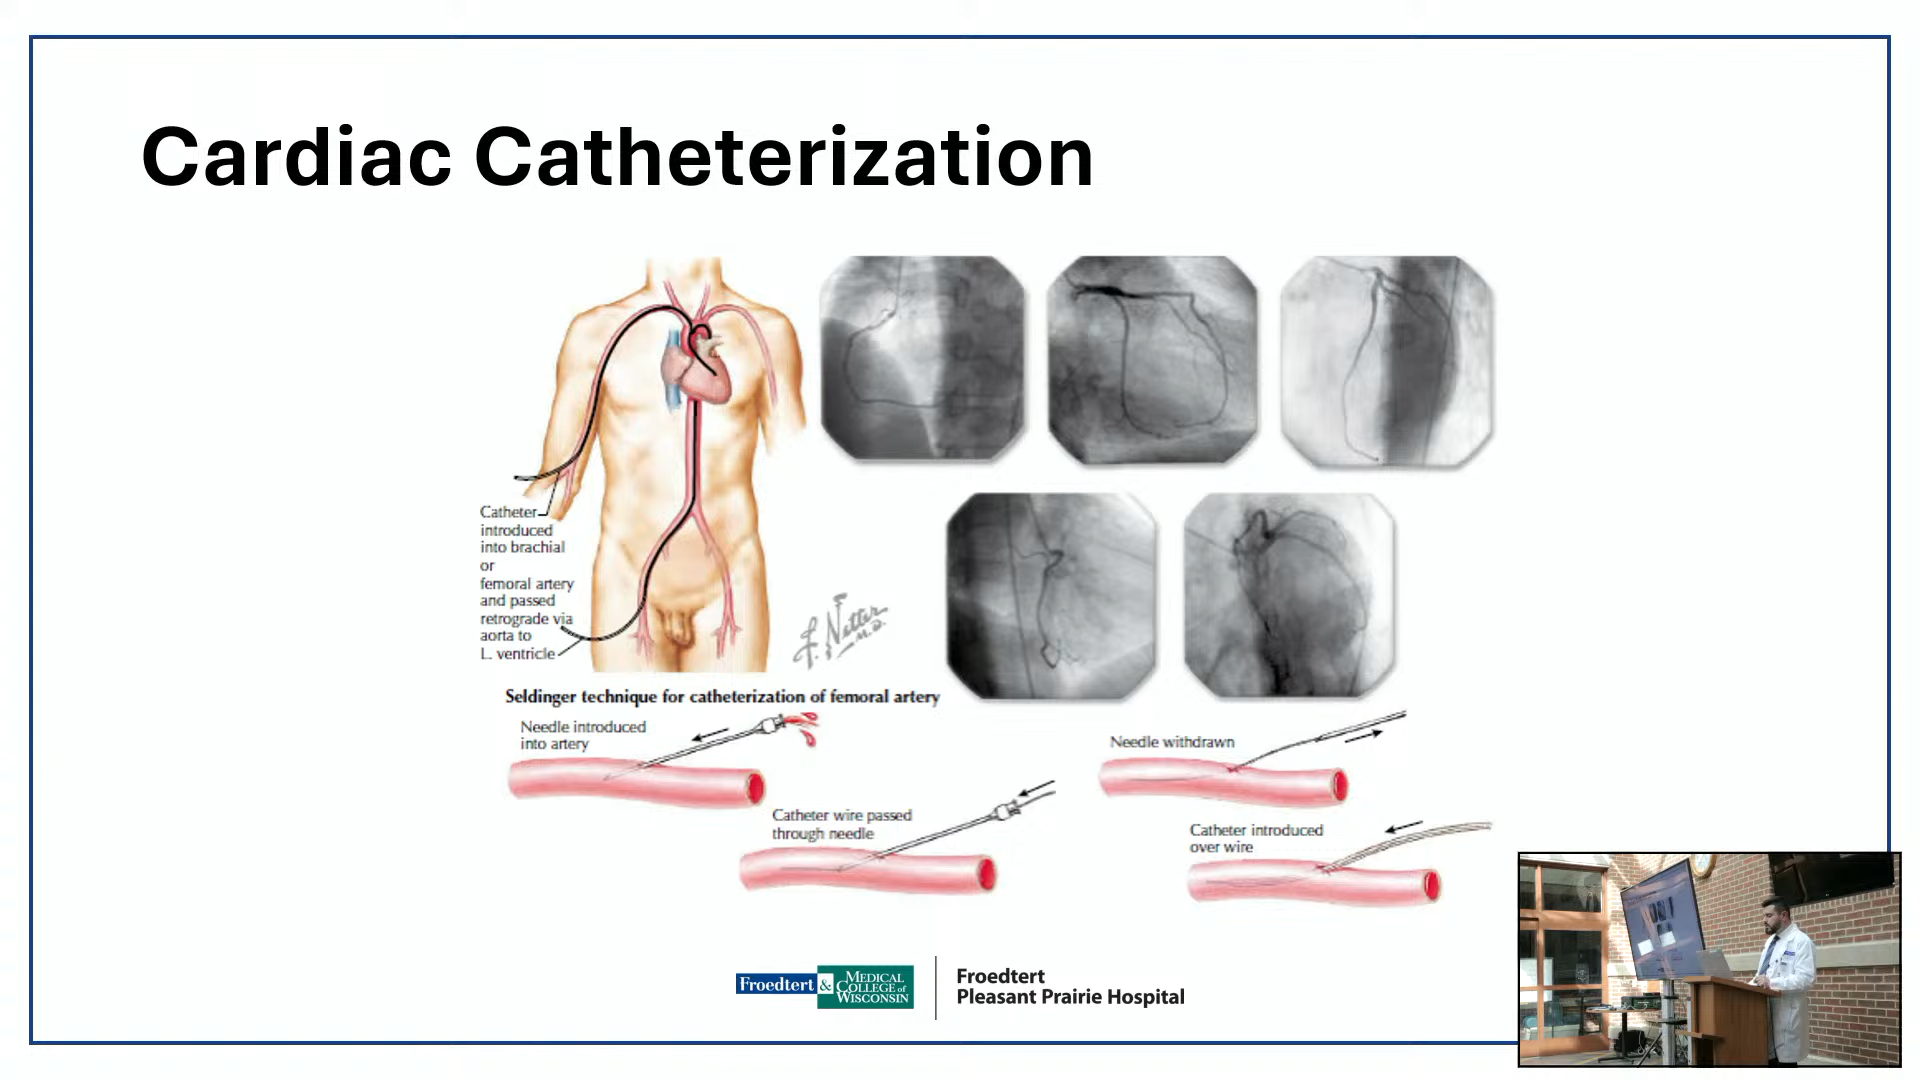 Cardiac Catheterization
Catheter
introduced
into brachial
or
femoral artery
and passed
retrograde via
aorta to
L. ventricle
F. Netter
M.D.
Seldinger technique for catheterization of femoral artery
Needle introduced
into artery
Catheter wire passed
through needle
Needle withdrawn
Catheter introduced
over wire
Froedtert &
MEDICAL
COLLEGE of
WISCONSIN
Froedtert
Pleasant Prairie Hospital